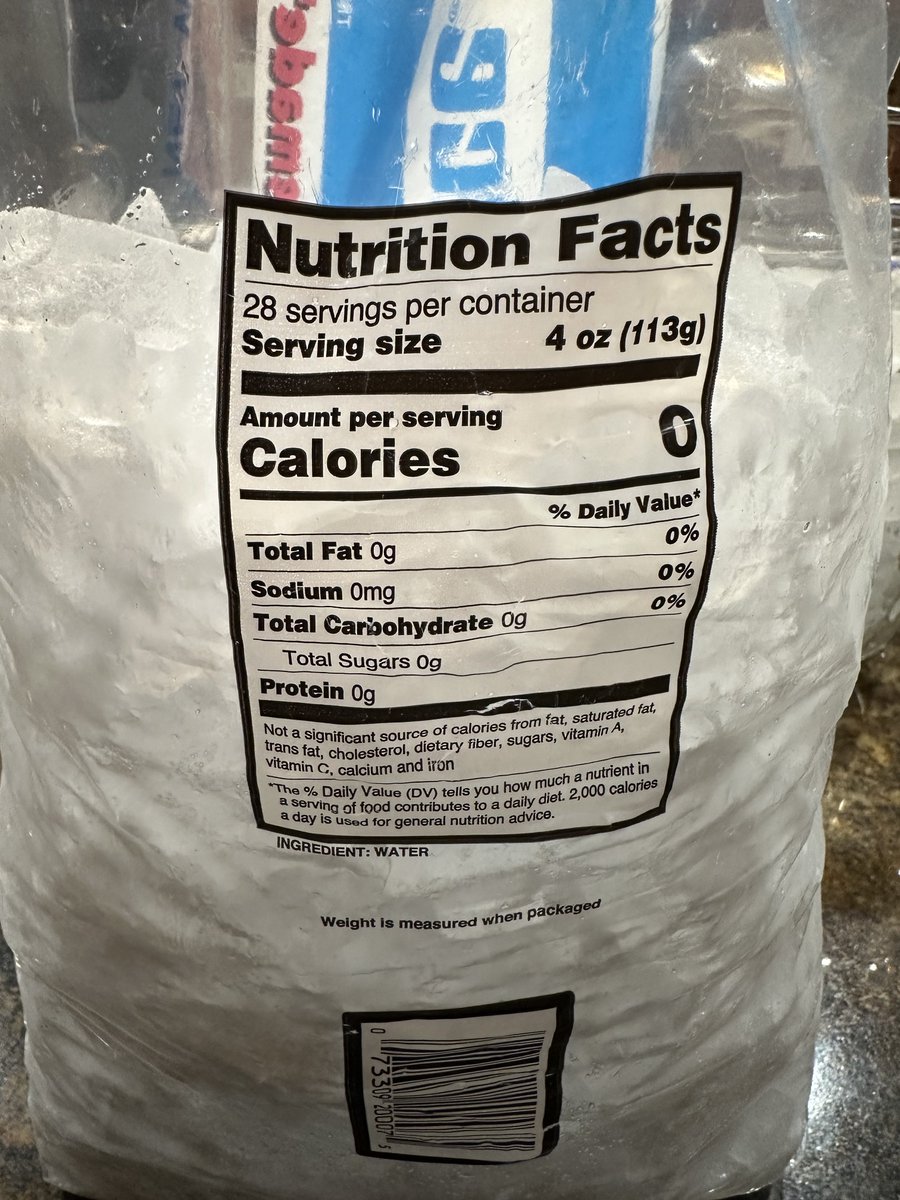 Nutrition Facts
28 servings per container
Serving size 4 oz (113g)
Amount per serving
Calories 0
% Daily Value*
Total Fat 0g 0%
Sodium 0mg 0%
Total Carbohydrate 0g 0%
Total Sugars 0g
Protein 0g
Not a significant source of calories from fat, saturated fat,
trans fat, cholesterol, dietary fiber, sugars, vitamin A,
vitamin C, calcium and iron
*The % Daily Value (DV) tells you how much a nutrient in
a serving of food contributes to a daily diet. 2,000 calories
a day is used for general nutrition advice.
INGREDIENT: WATER
Weight is measured when packaged
0 73309 20007 5